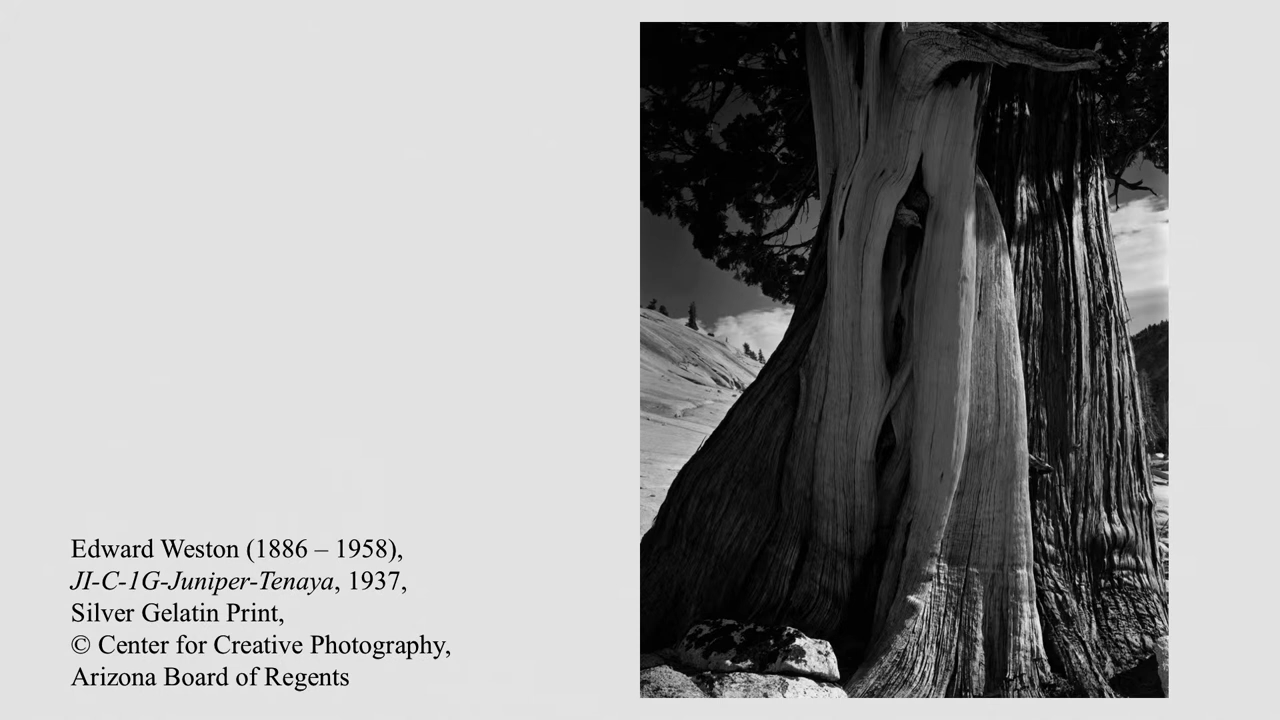 Edward Weston (1886 – 1958),
JI-C-1G-Juniper-Tenaya, 1937,
Silver Gelatin Print,
© Center for Creative Photography,
Arizona Board of Regents